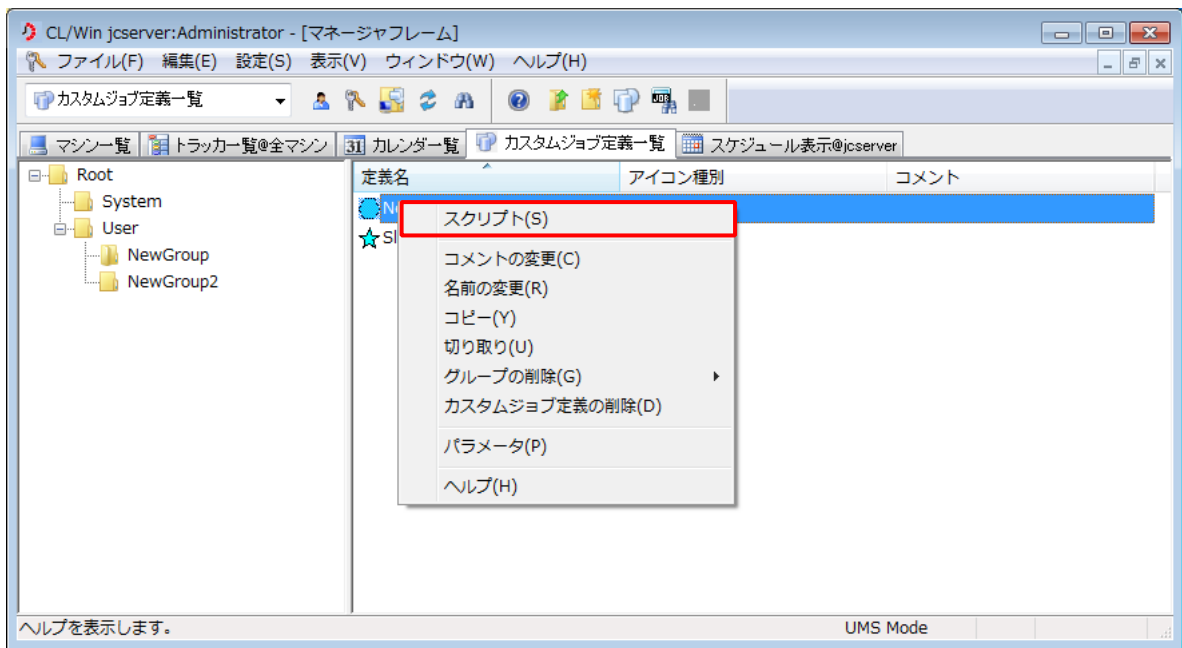 CL/Win jcserver:Administrator - [マネージャフレーム]
ファイル(F) 編集(E) 設定(S) 表示(V) ウィンドウ(W) ヘルプ(H)
カスタムジョブ定義一覧
マシン一覧 トラッカ一覧@全マシン 31 カレンダ一覧 カスタムジョブ定義一覧 スケジュール表示@jcserver
Root
System
User
NewGroup
NewGroup2
定義名 アイコン種別 コメント
スクリプト(S)
コメントの変更(C)
名前の変更(R)
コピー(Y)
切り取り(U)
グループの削除(G)
カスタムジョブ定義の削除(D)
パラメータ(P)
ヘルプ(H)
ヘルプを表示します。 UMS Mode